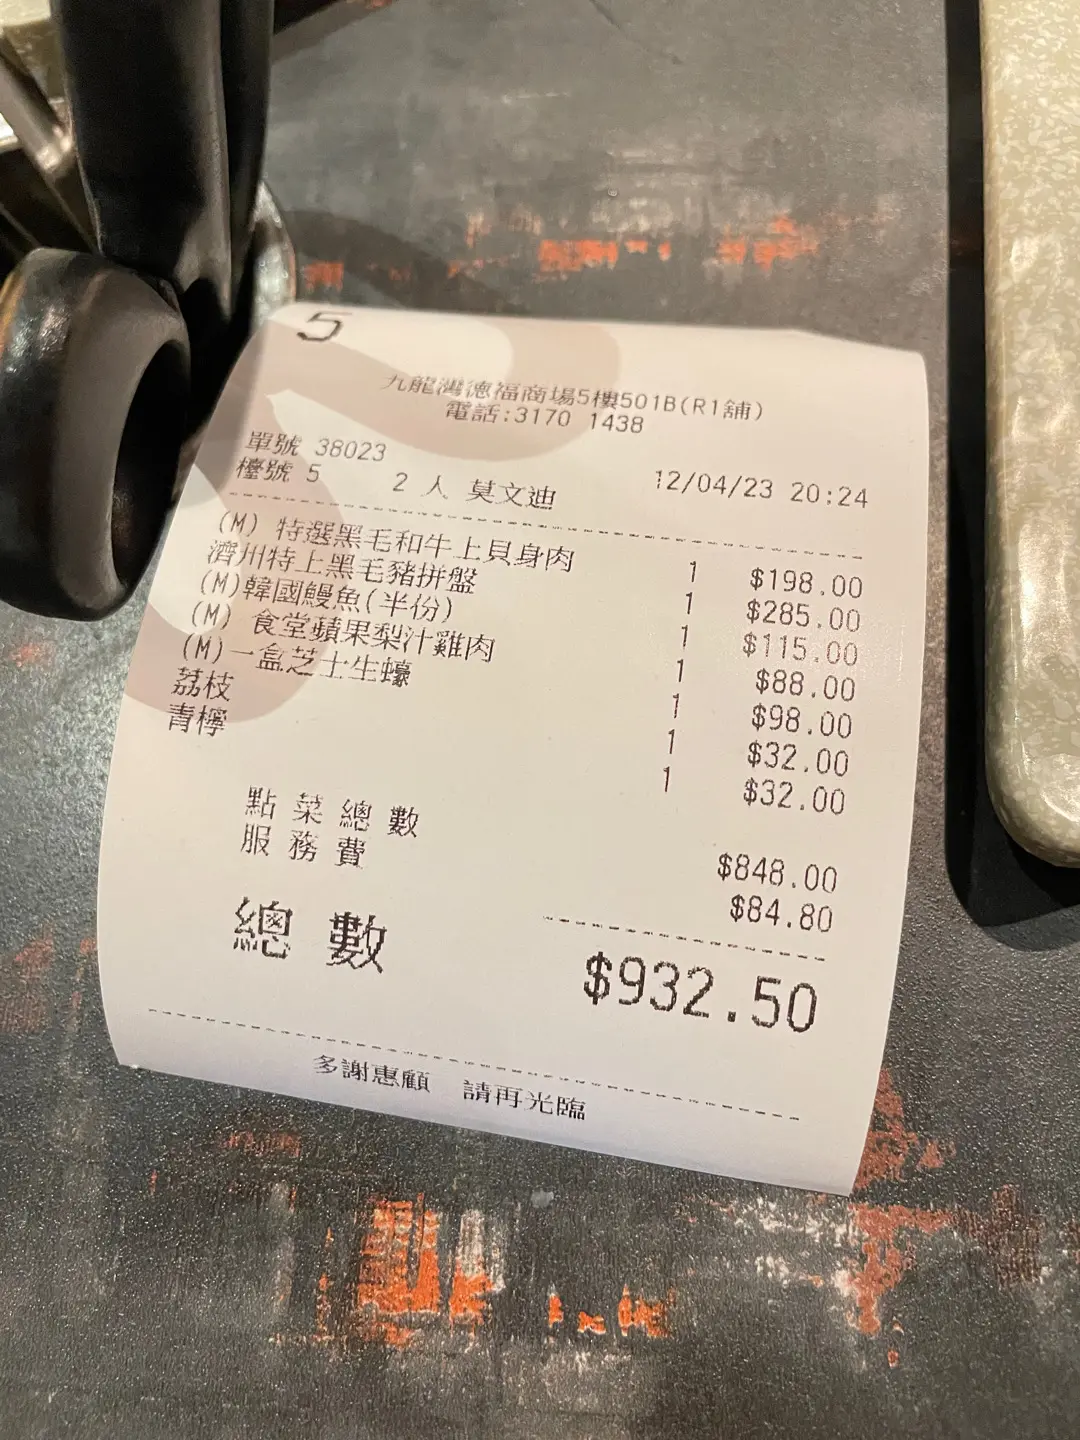 5
九龍灣德福商場5樓501B(R1舖)
電話:3170 1438
單號 38023
檯號 5 2 人 莫文迪 12/04/23 20:24
(M) 特選黑毛和牛上貝身肉 1 $198.00
濟州特上黑毛豬拼盤 1 $285.00
(M)韓國鰻魚(半份) 1 $115.00
(M) 食堂蘋果梨汁雞肉 1 $88.00
(M)一盒芝士生蠔 1 $98.00
荔枝 1 $32.00
青檸 1 $32.00
點菜總數 $848.00
服務費 $84.80
總數 $932.50
多謝惠顧 請再光臨